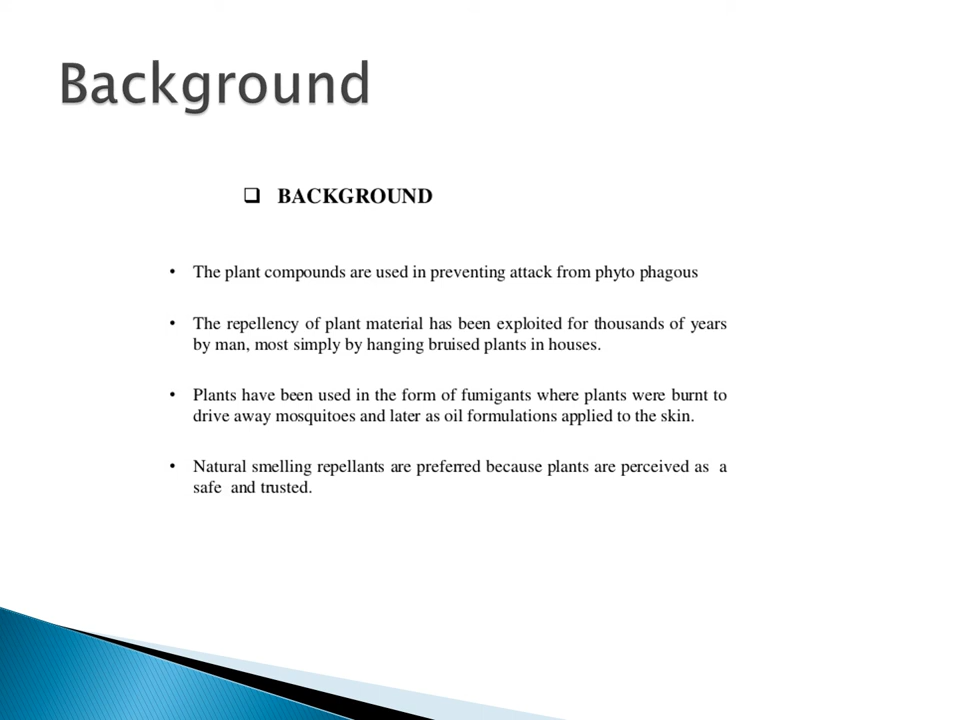 Background
❑ BACKGROUND
• The plant compounds are used in preventing attack from phyto phagous
• The repellency of plant material has been exploited for thousands of years
by man, most simply by hanging bruised plants in houses.
• Plants have been used in the form of fumigants where plants were burnt to
drive away mosquitoes and later as oil formulations applied to the skin.
• Natural smelling repellants are preferred because plants are perceived as a
safe and trusted.